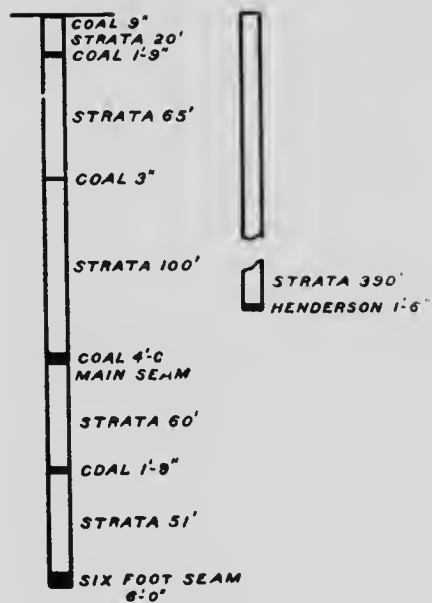 COAL 9"
STRATA 20'
COAL 1'-9"
STRATA 65'
COAL 3"
STRATA 100'
COAL 4'-C
MAIN SEAM
STRATA 60'
COAL 1'-9"
STRATA 51'
SIX FOOT SEAM
6'-0"
STRATA 390'
HENDERSON 1'-6"